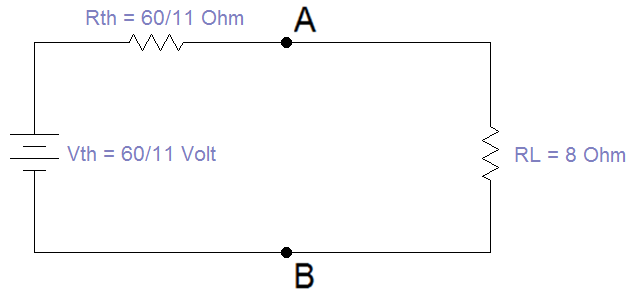 Rth = 60/11 Ohm
A
Vth = 60/11 Volt
RL = 8 Ohm
B